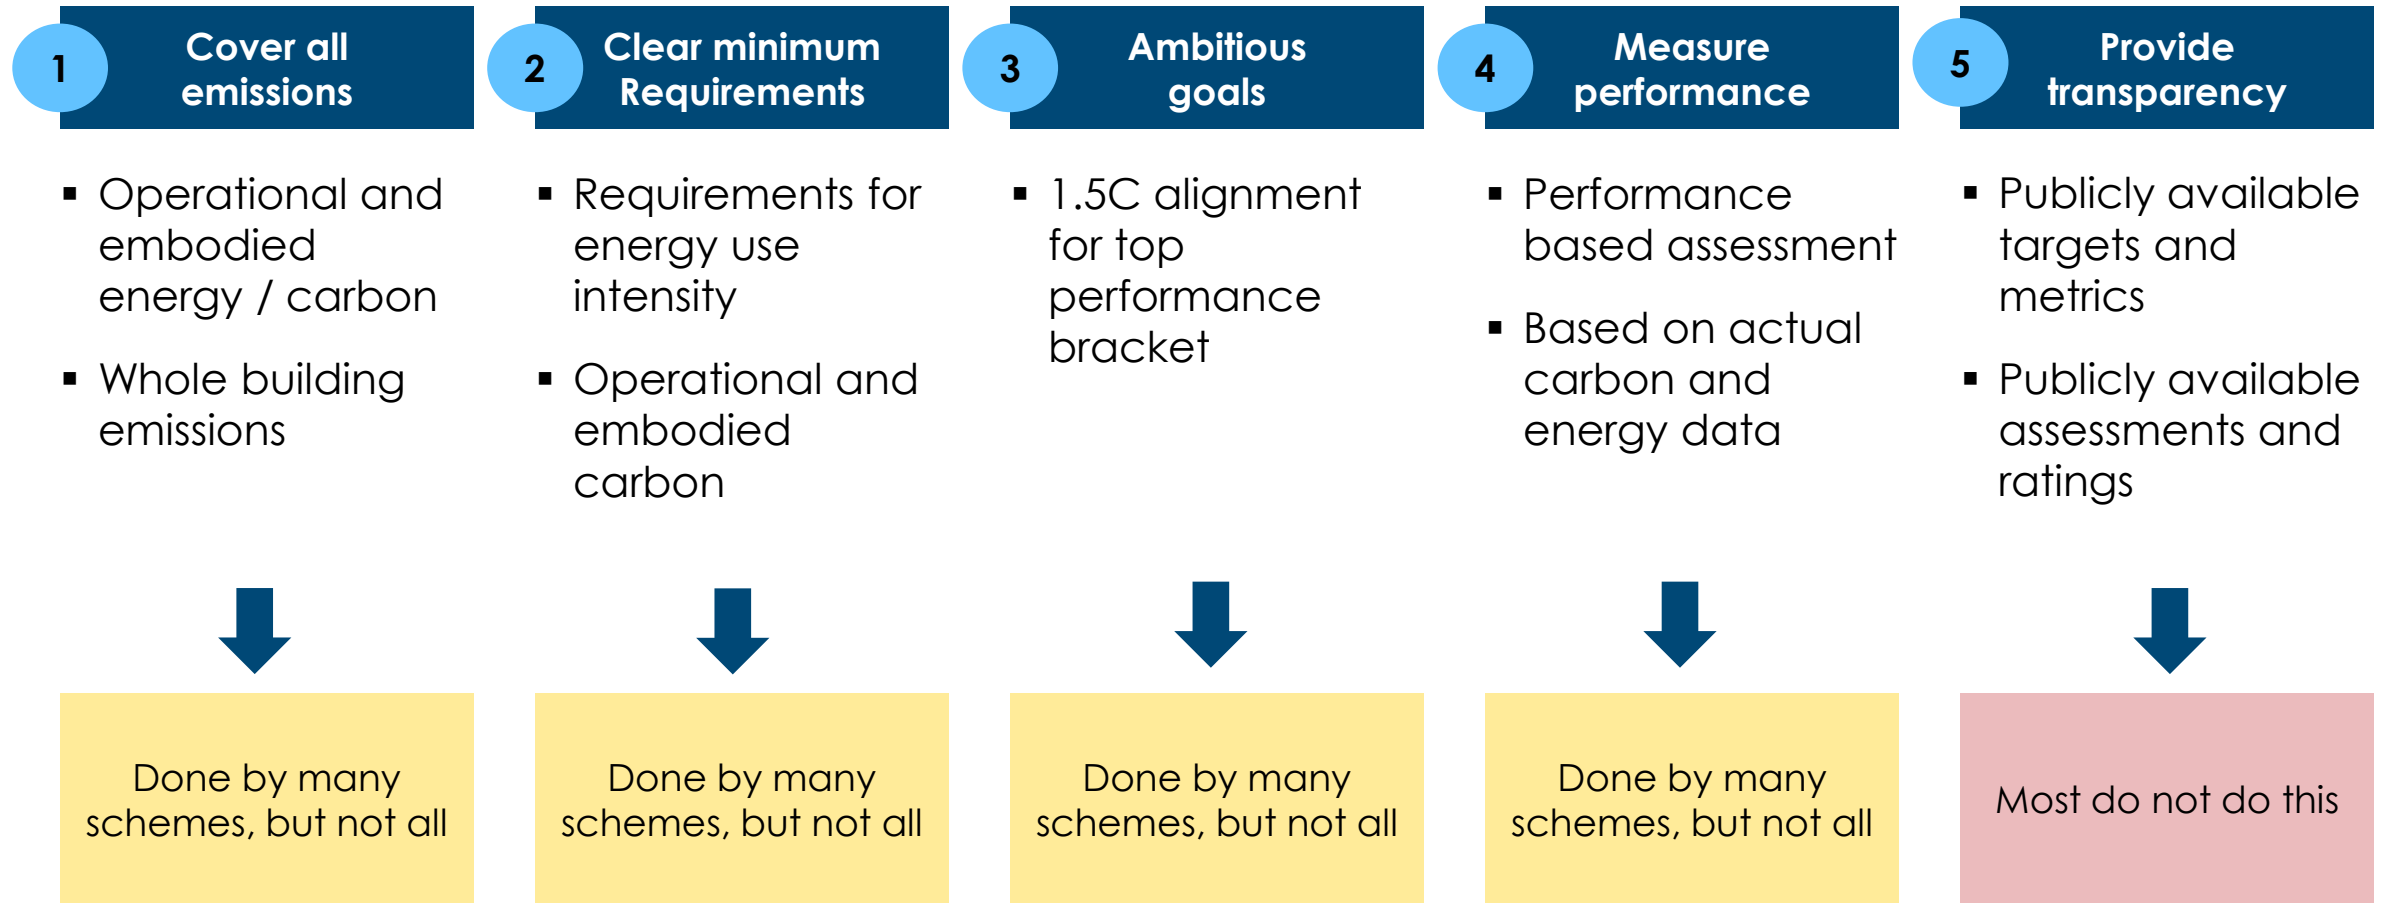 1
Cover all
emissions
▪ Operational and
embodied
energy / carbon
▪ Whole building
emissions
Done by many
schemes, but not all
2
Clear minimum
Requirements
▪ Requirements for
energy use
intensity
▪ Operational and
embodied
carbon
Done by many
schemes, but not all
3
Ambitious
goals
▪ 1.5C alignment
for top
performance
bracket
Done by many
schemes, but not all
4
Measure
performance
▪ Performance
based assessment
▪ Based on actual
carbon and
energy data
Done by many
schemes, but not all
5
Provide
transparency
▪ Publicly available
targets and
metrics
▪ Publicly available
assessments and
ratings
Most do not do this